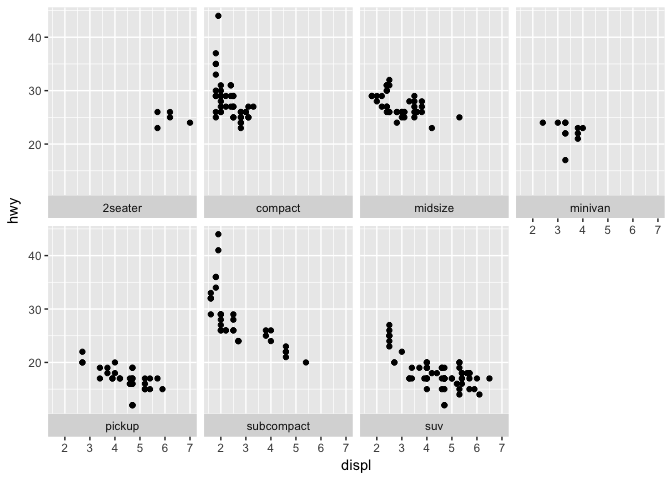 40
30
20
2seater
compact
midsize
minivan
2 3 4 5 6 7
hwy
40
30
20
pickup
subcompact
suv
2 3 4 5 6 7
2 3 4 5 6 7
2 3 4 5 6 7
displ